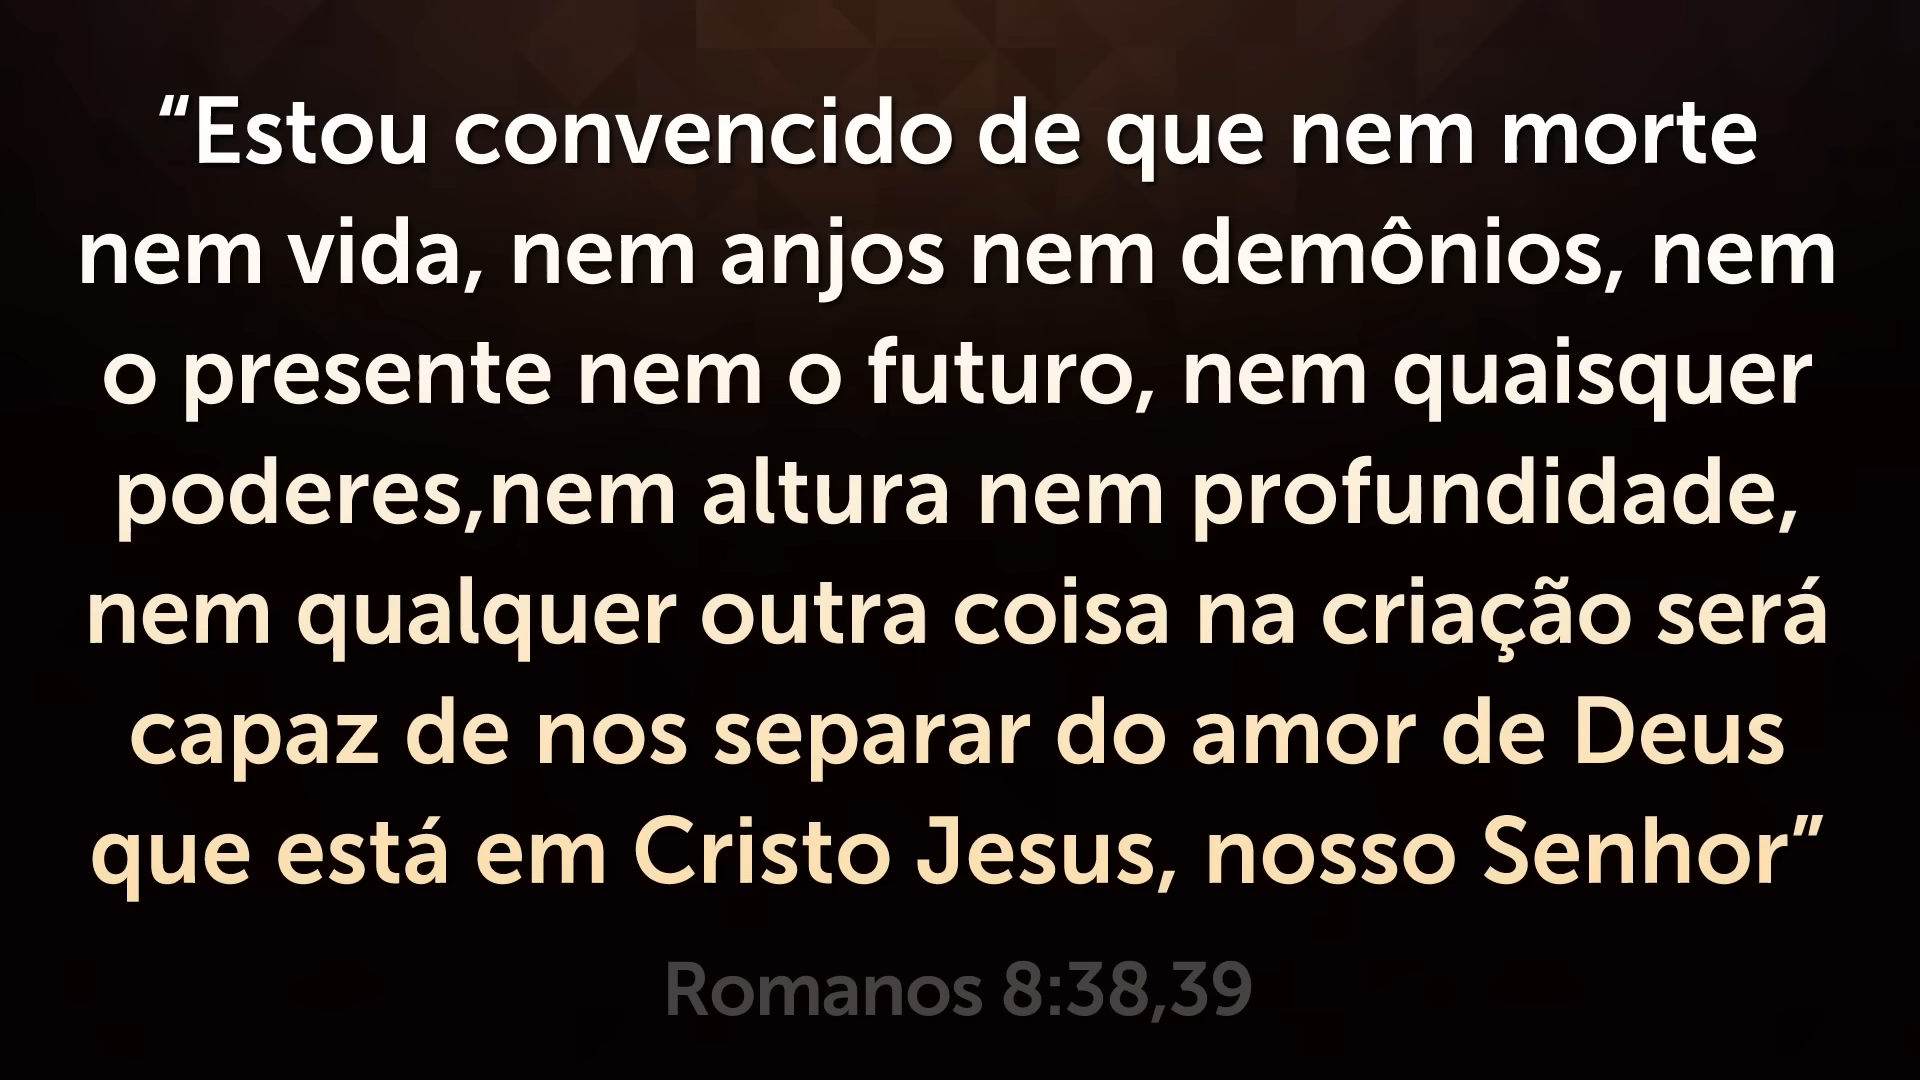 “Estou convencido de que nem morte
nem vida, nem anjos nem demônios, nem
o presente nem o futuro, nem quaisquer
poderes,nem altura nem profundidade,
nem qualquer outra coisa na criação será
capaz de nos separar do amor de Deus
que está em Cristo Jesus, nosso Senhor”
Romanos 8:38,39